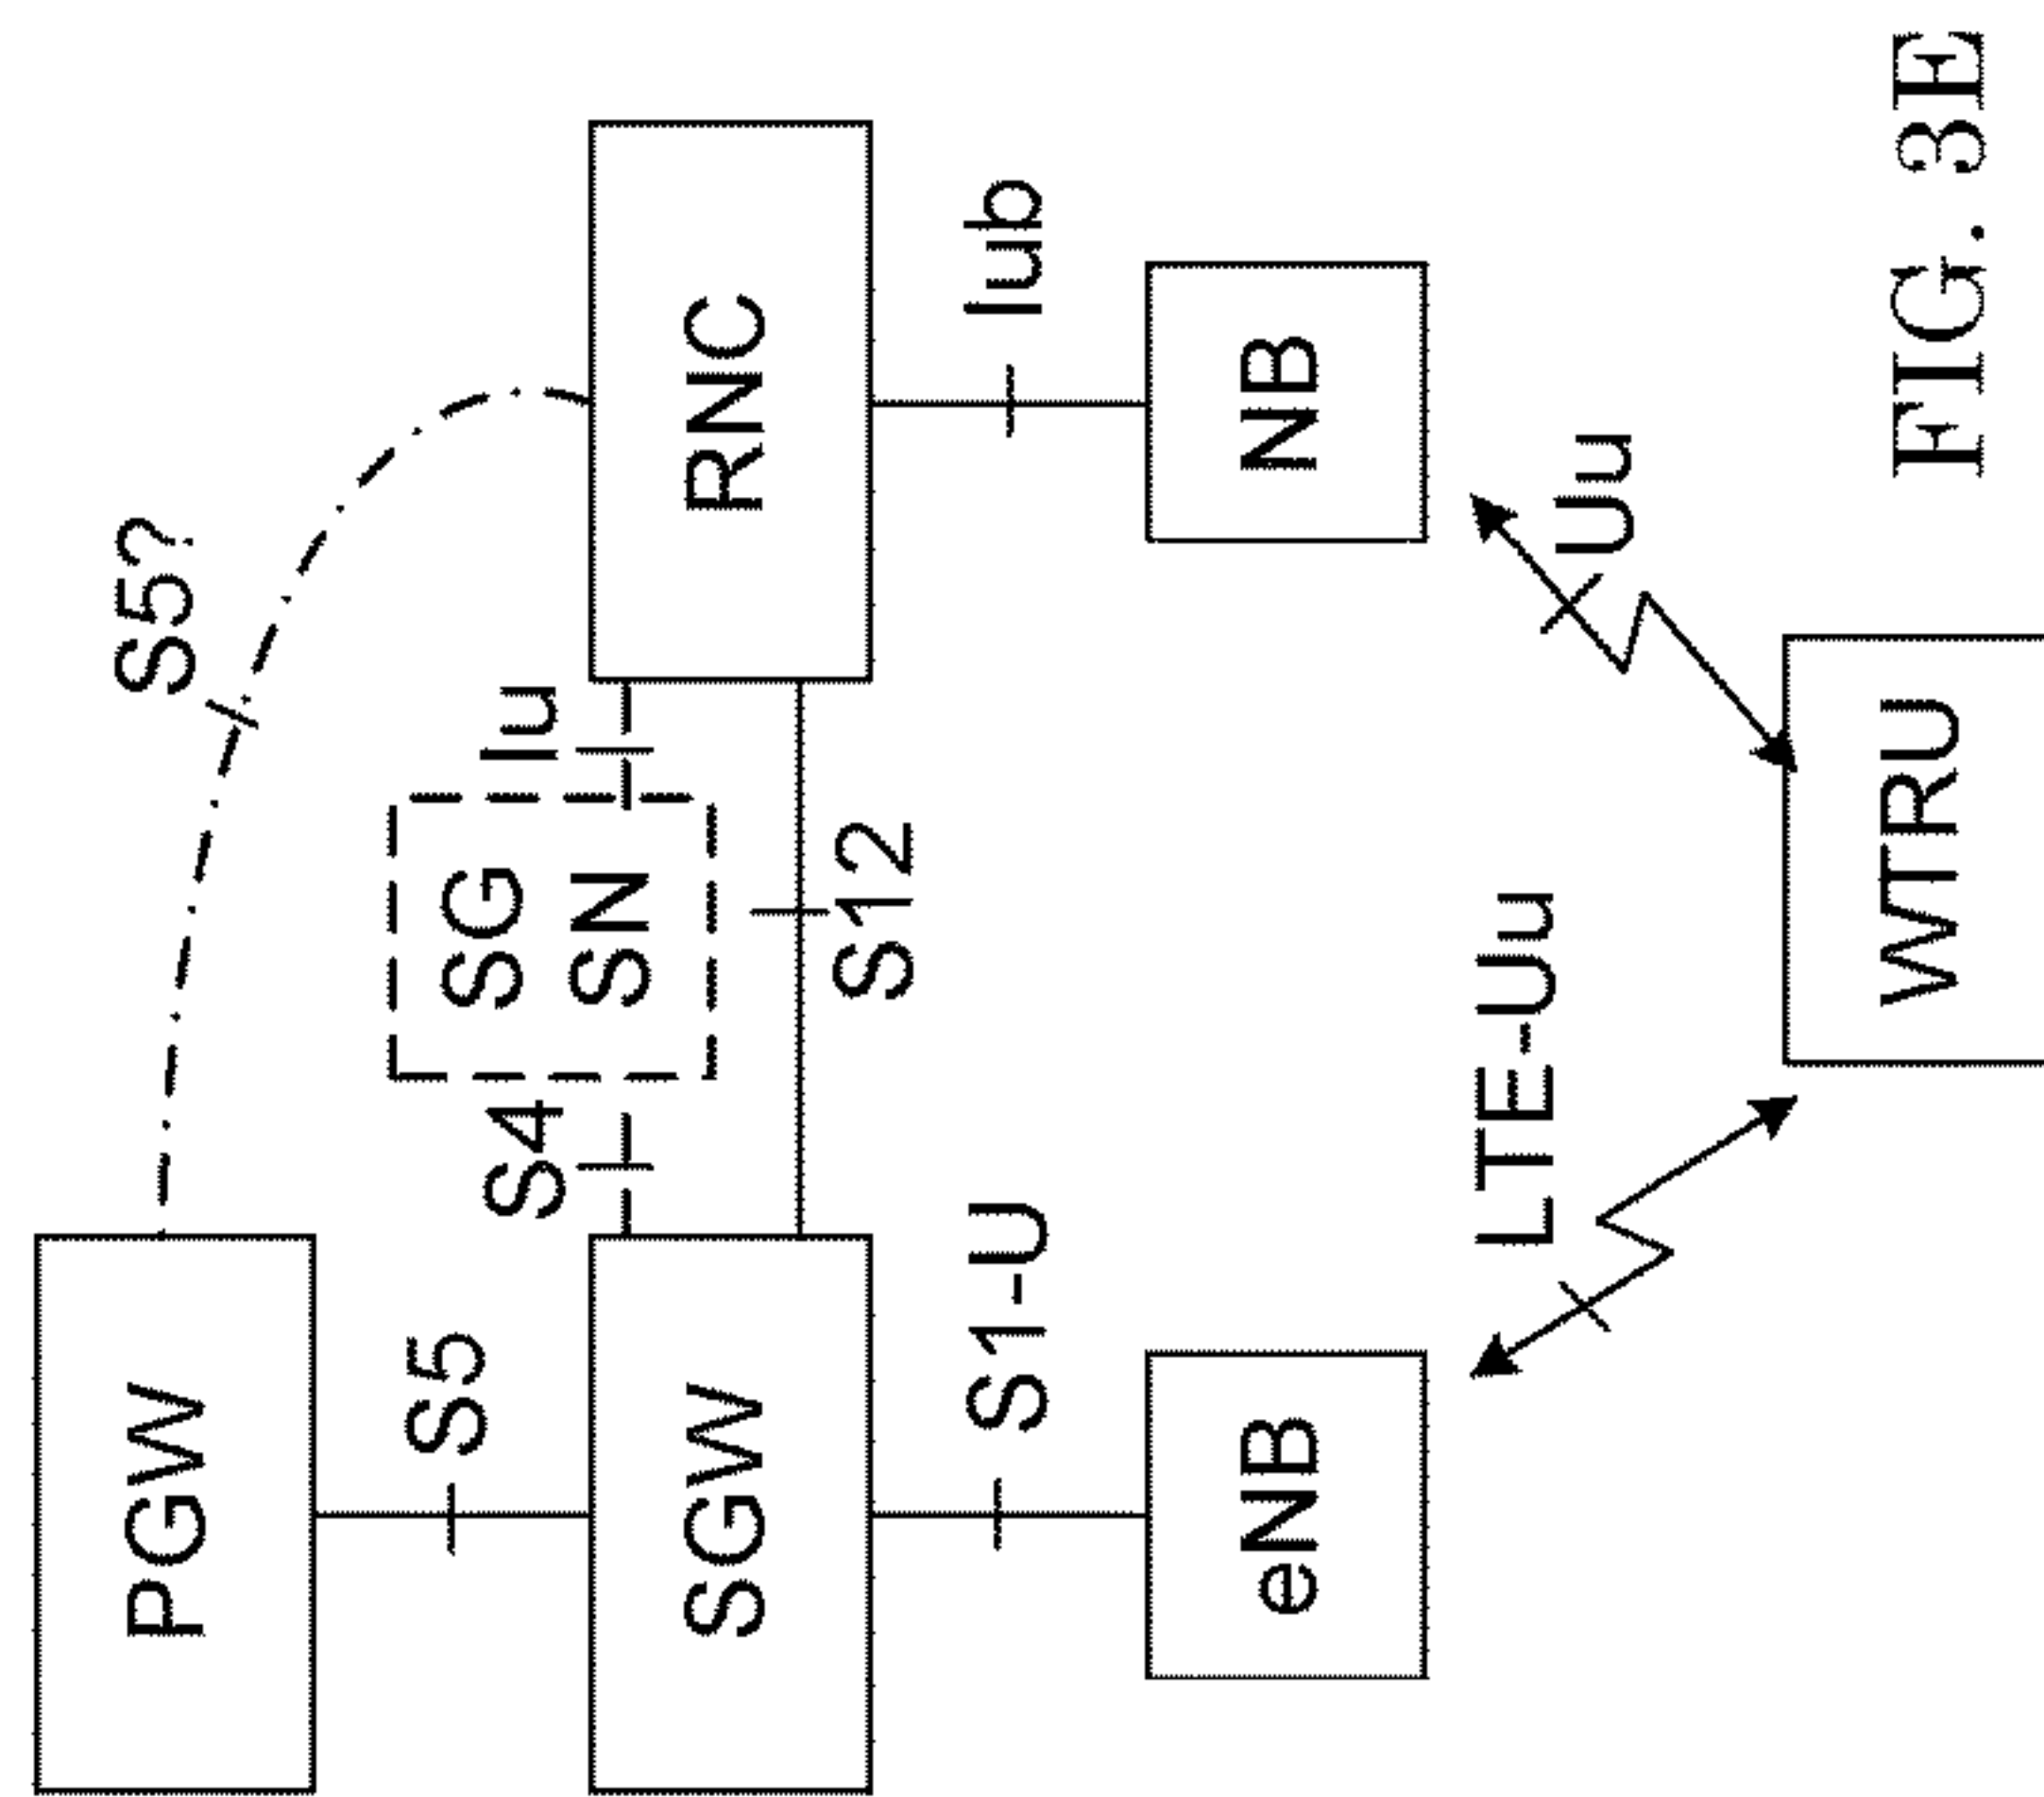 PGW
S5?
S5
S4
SG
SN
Iu
SGW
RNC
S12
S1-U
Iub
eNB
NB
LTE-Uu
Uu
WTRU
FIG. 3E